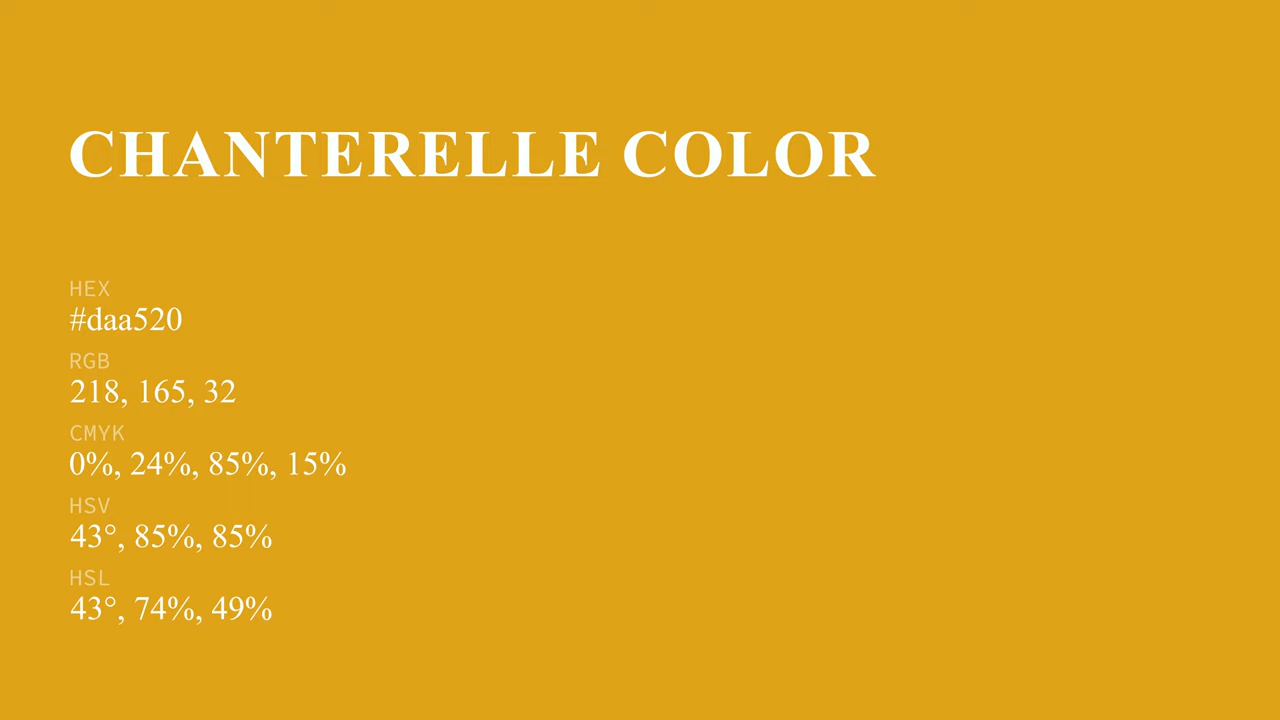 CHANTERELLE COLOR
HEX
#daa520
RGB
218, 165, 32
CMYK
0%, 24%, 85%, 15%
HSV
43°, 85%, 85%
HSL
43°, 74%, 49%